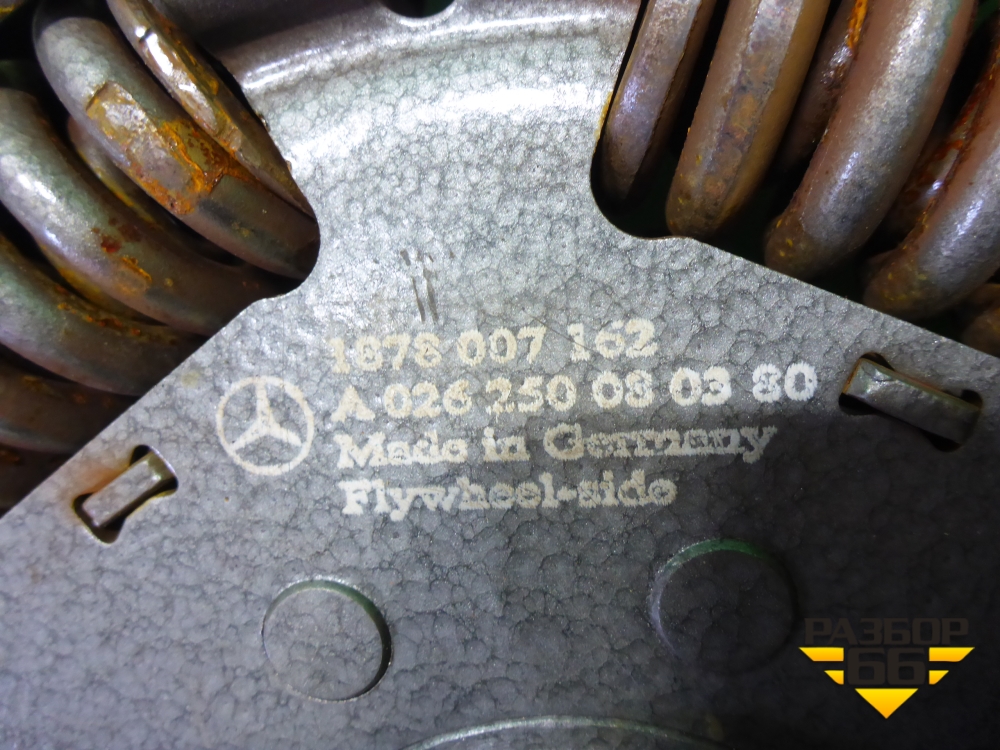 1878 007 162
A 026 250 08 03 80
Made in Germany
Flywheel-side
РАЗБОР
66